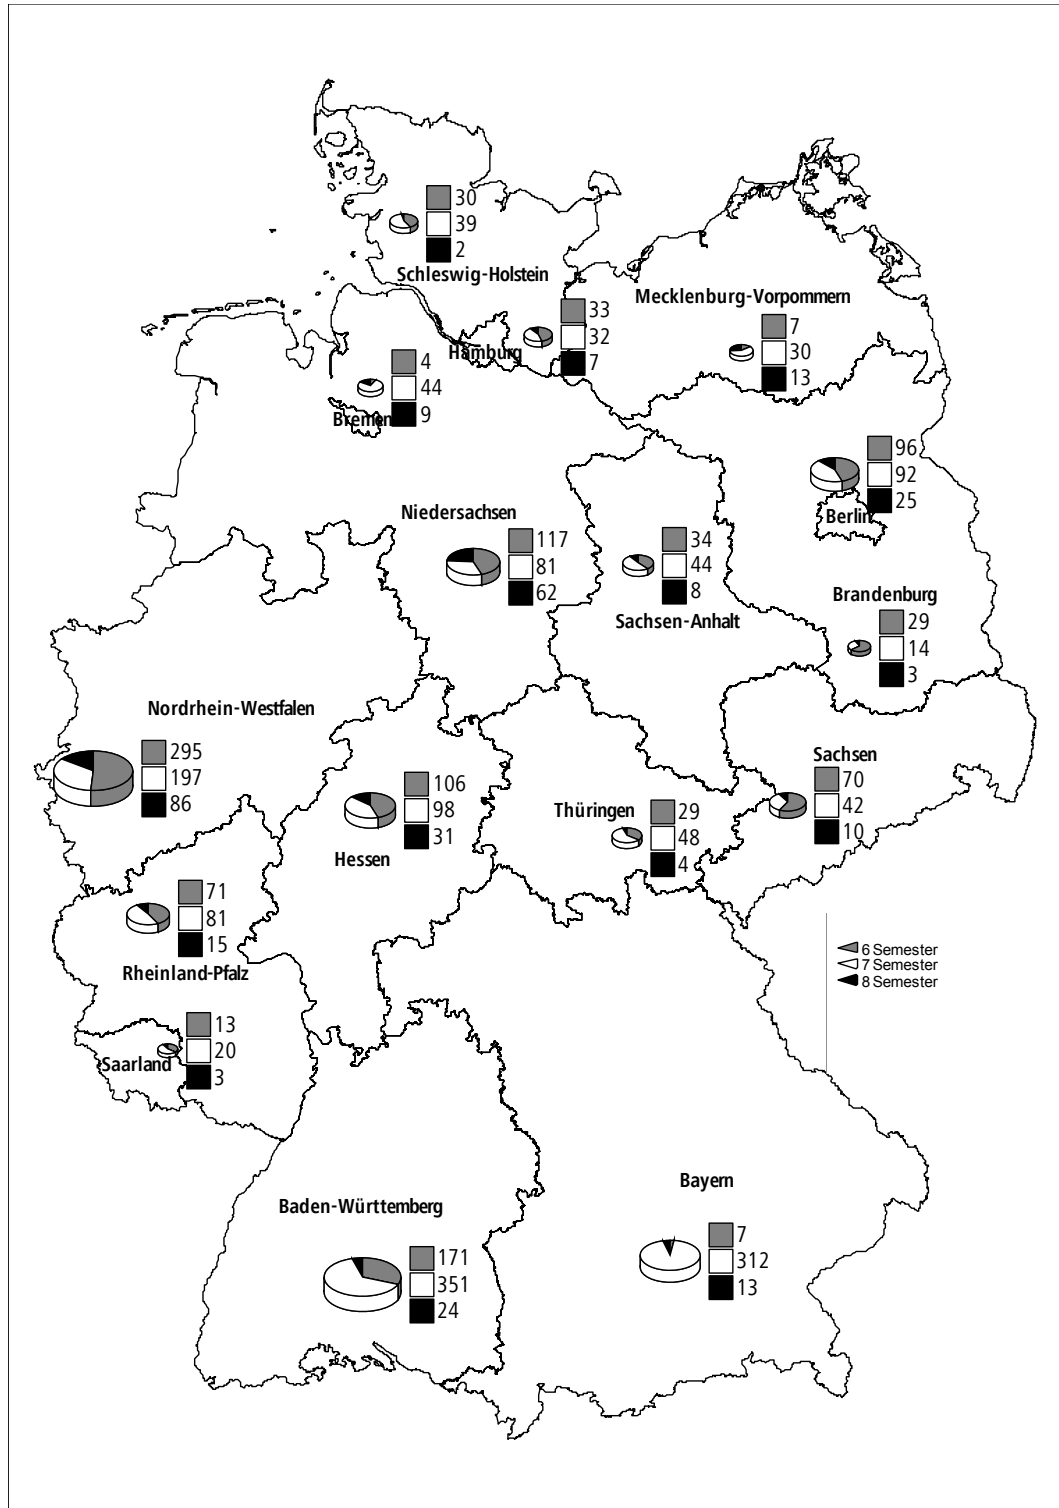 30
39
2
Schleswig-Holstein
Mecklenburg-Vorpommern
33
32
7
Hamburg
7
30
13
4
44
9
Bremen
96
92
25
Berlin
Niedersachsen
117
81
62
34
44
8
Sachsen-Anhalt
Brandenburg
29
14
3
Nordrhein-Westfalen
295
197
86
106
98
31
Hessen
Thüringen
29
48
4
Sachsen
70
42
10
71
81
15
Rheinland-Pfalz
6 Semester
7 Semester
8 Semester
13
20
3
Saarland
Baden-Württemberg
171
351
24
Bayern
7
312
13